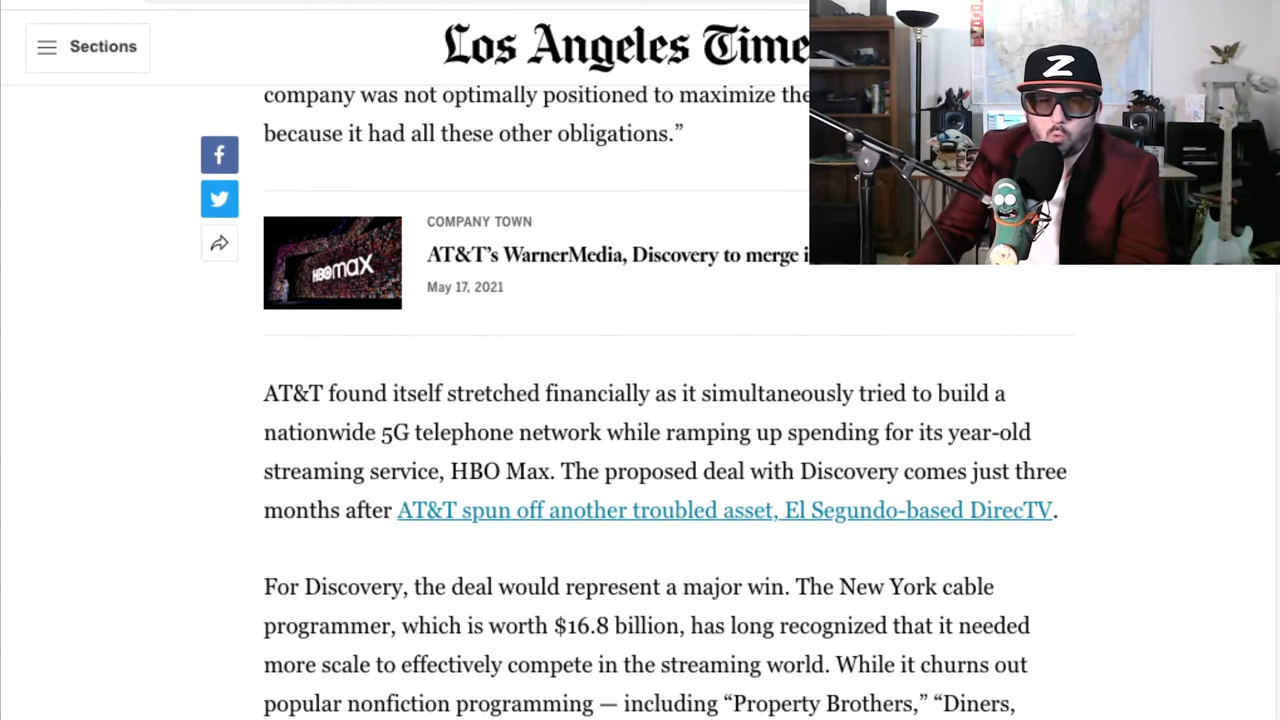 Sections
Los Angeles Time
company was not optimally positioned to maximize the
because it had all these other obligations.”
COMPANY TOWN
AT&T’s WarnerMedia, Discovery to merge i
May 17, 2021
HBOmax
Z
AT&T found itself stretched financially as it simultaneously tried to build a
nationwide 5G telephone network while ramping up spending for its year-old
streaming service, HBO Max. The proposed deal with Discovery comes just three
months after AT&T spun off another troubled asset, El Segundo-based DirecTV.
For Discovery, the deal would represent a major win. The New York cable
programmer, which is worth $16.8 billion, has long recognized that it needed
more scale to effectively compete in the streaming world. While it churns out
popular nonfiction programming — including “Property Brothers,” “Diners,